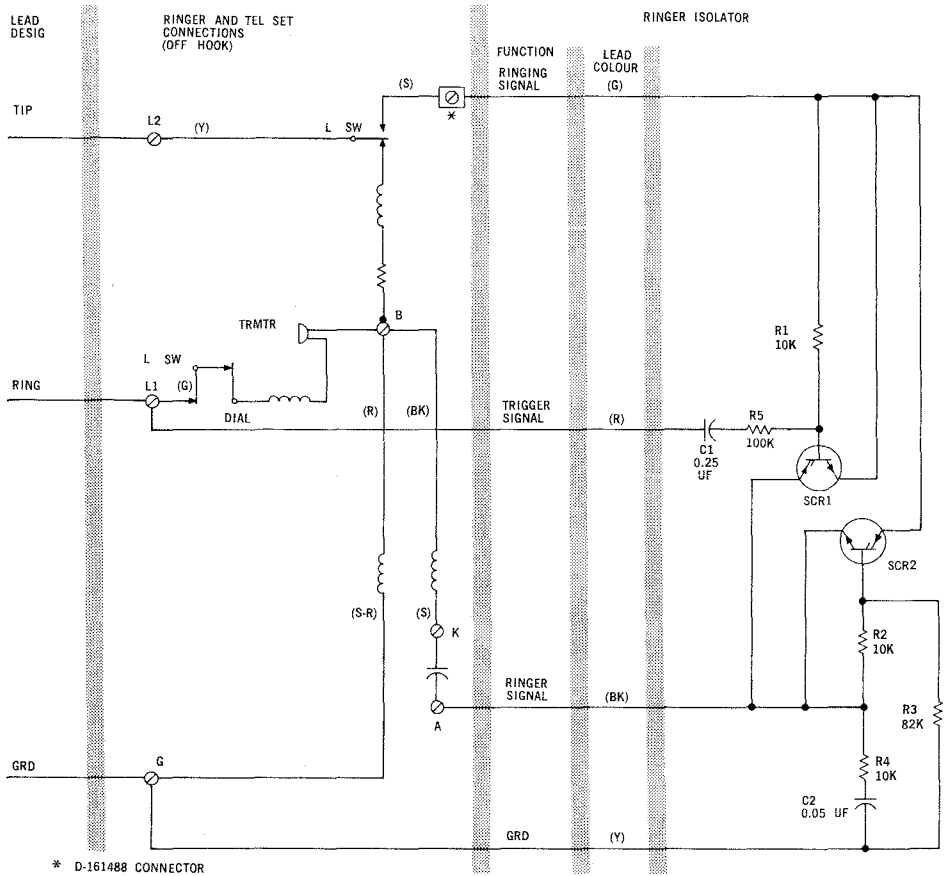 LEAD
DESIG
RINGER AND TEL SET
CONNECTIONS
(OFF HOOK)
RINGER ISOLATOR
FUNCTION
LEAD
COLOUR
RINGING
SIGNAL
(S)
(G)
*
TIP
L2
(Y)
L SW
TRMTR
B
R1
10K
L SW
RING
L1
(G)
DIAL
(R)
(BK)
TRIGGER
SIGNAL
(R)
R5
100K
C1
0.25
UF
SCR1
SCR2
(S-R)
(S)
K
R2
10K
RINGER
SIGNAL
(BK)
A
R3
82K
GRD
G
R4
10K
C2
0.05 UF
GRD
(Y)
* D-161488 CONNECTOR